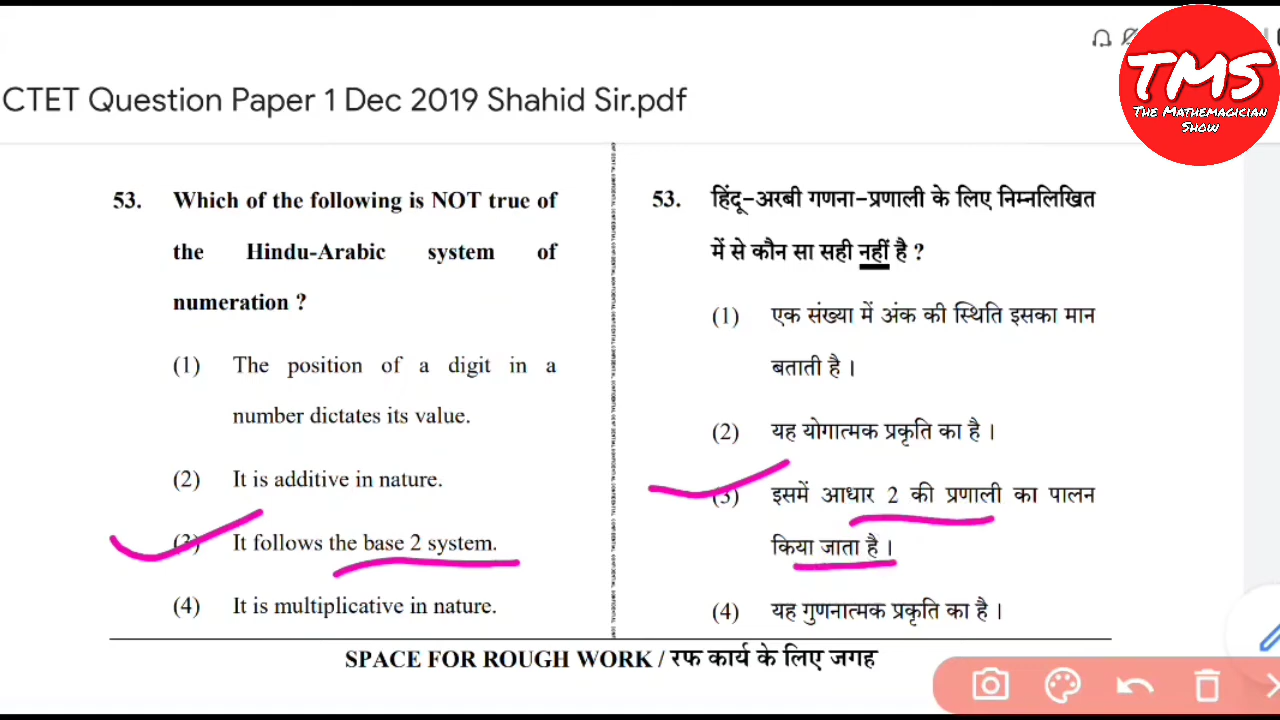 TMS
The Mathemagician
Show
CTET Question Paper 1 Dec 2019 Shahid Sir.pdf
53. Which of the following is NOT true of
the Hindu-Arabic system of
numeration ?
(1) The position of a digit in a
number dictates its value.
(2) It is additive in nature.
(3) It follows the base 2 system.
(4) It is multiplicative in nature.
53. हिंदू-अरबी गणना-प्रणाली के लिए निम्नलिखित
में से कौन सा सही नहीं है ?
(1) एक संख्या में अंक की स्थिति इसका मान
बताती है ।
(2) यह योगात्मक प्रकृति का है ।
(3) इसमें आधार 2 की प्रणाली का पालन
किया जाता है ।
(4) यह गुणनात्मक प्रकृति का है ।
SPACE FOR ROUGH WORK / रफ कार्य के लिए जगह